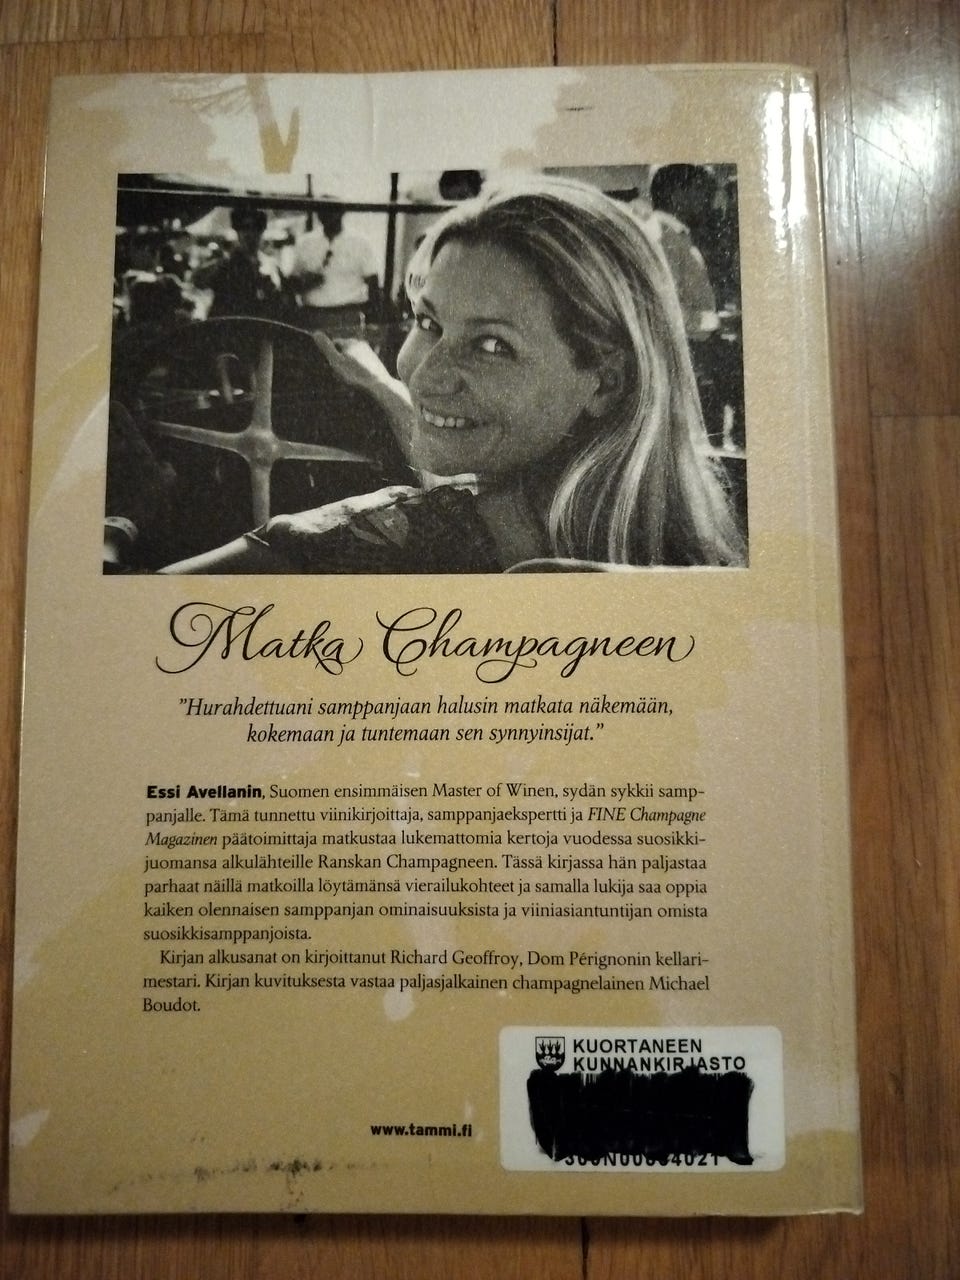 Matka Champagneen
”Hurahdettuani samppanjaan halusin matkata näkemään,
kokemaan ja tuntemaan sen synnyinsijat.”
Essi Avellanin, Suomen ensimmäisen Master of Winen, sydän sykkii samp-
panjalle. Tämä tunnettu viinikirjoittaja, samppanjaekspertti ja FINE Champagne
Magazinen päätoimittaja matkustaa lukemattomia kertoja vuodessa suosikki-
juomansa alkulähteille Ranskan Champagneen. Tässä kirjassa hän paljastaa
parhaat näillä matkoilla löytämänsä vierailukohteet ja samalla lukija saa oppia
kaiken olennaisen samppanjan ominaisuuksista ja viiniasiantuntijan omista
suosikkisamppanjoista.
Kirjan alkusanat on kirjoittanut Richard Geoffroy, Dom Pérignonin kellari-
mestari. Kirjan kuvituksesta vastaa paljasjalkainen champagnelainen Michael
Boudot.
KUORTANEEN
KUNNANKIRJASTO
www.tammi.fi